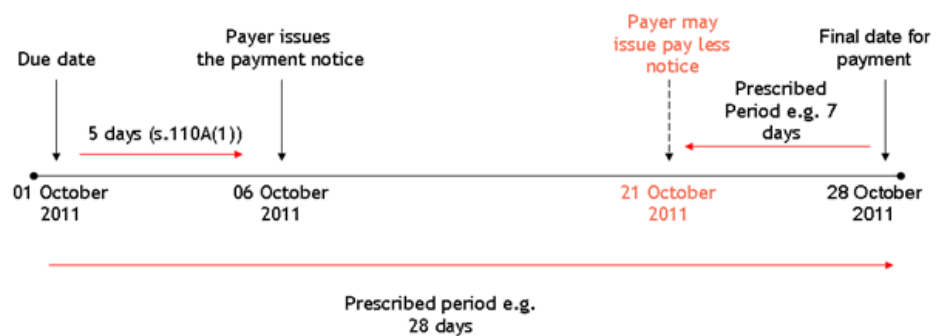 Due date
Payer issues
the payment notice
Payer may
issue pay less
notice
Final date for
payment
Prescribed
Period e.g. 7
days
5 days (s.110A(1))
01 October
2011
06 October
2011
21 October
2011
28 October
2011
Prescribed period e.g.
28 days